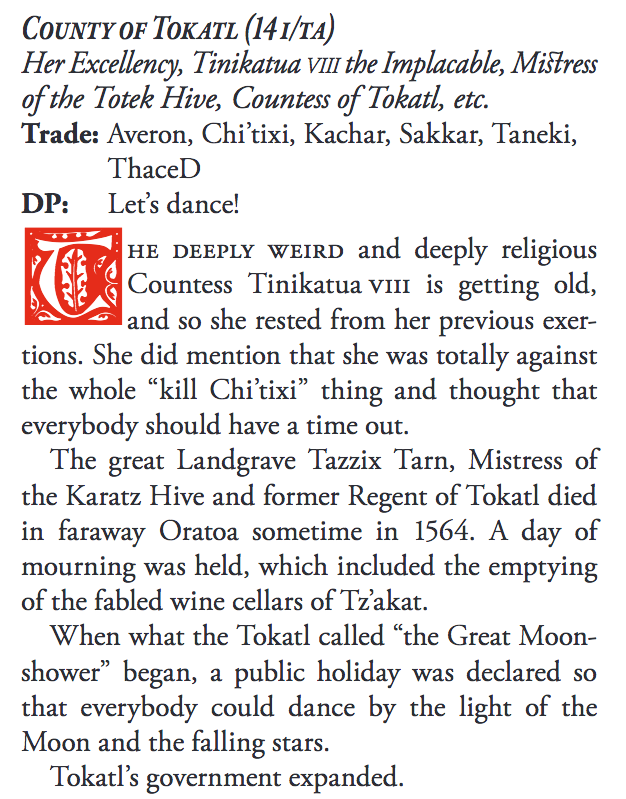 COUNTY OF TOKATL (14I/TA)
Her Excellency, Tinikatua VIII the Implacable, Mistress
of the Totek Hive, Countess of Tokatl, etc.
Trade: Averon, Chi’tixi, Kachar, Sakkar, Taneki,
ThaceD
DP: Let’s dance!
THE DEEPLY WEIRD and deeply religious
Countess Tinikatua VIII is getting old,
and so she rested from her previous exer-
tions. She did mention that she was totally against
the whole “kill Chi’tixi” thing and thought that
everybody should have a time out.
The great Landgrave Tazzix Tarn, Mistress of
the Karatz Hive and former Regent of Tokatl died
in faraway Oratoa sometime in 1564. A day of
mourning was held, which included the emptying
of the fabled wine cellars of Tz’akat.
When what the Tokatl called “the Great Moon-
shower” began, a public holiday was declared so
that everybody could dance by the light of the
Moon and the falling stars.
Tokatl’s government expanded.